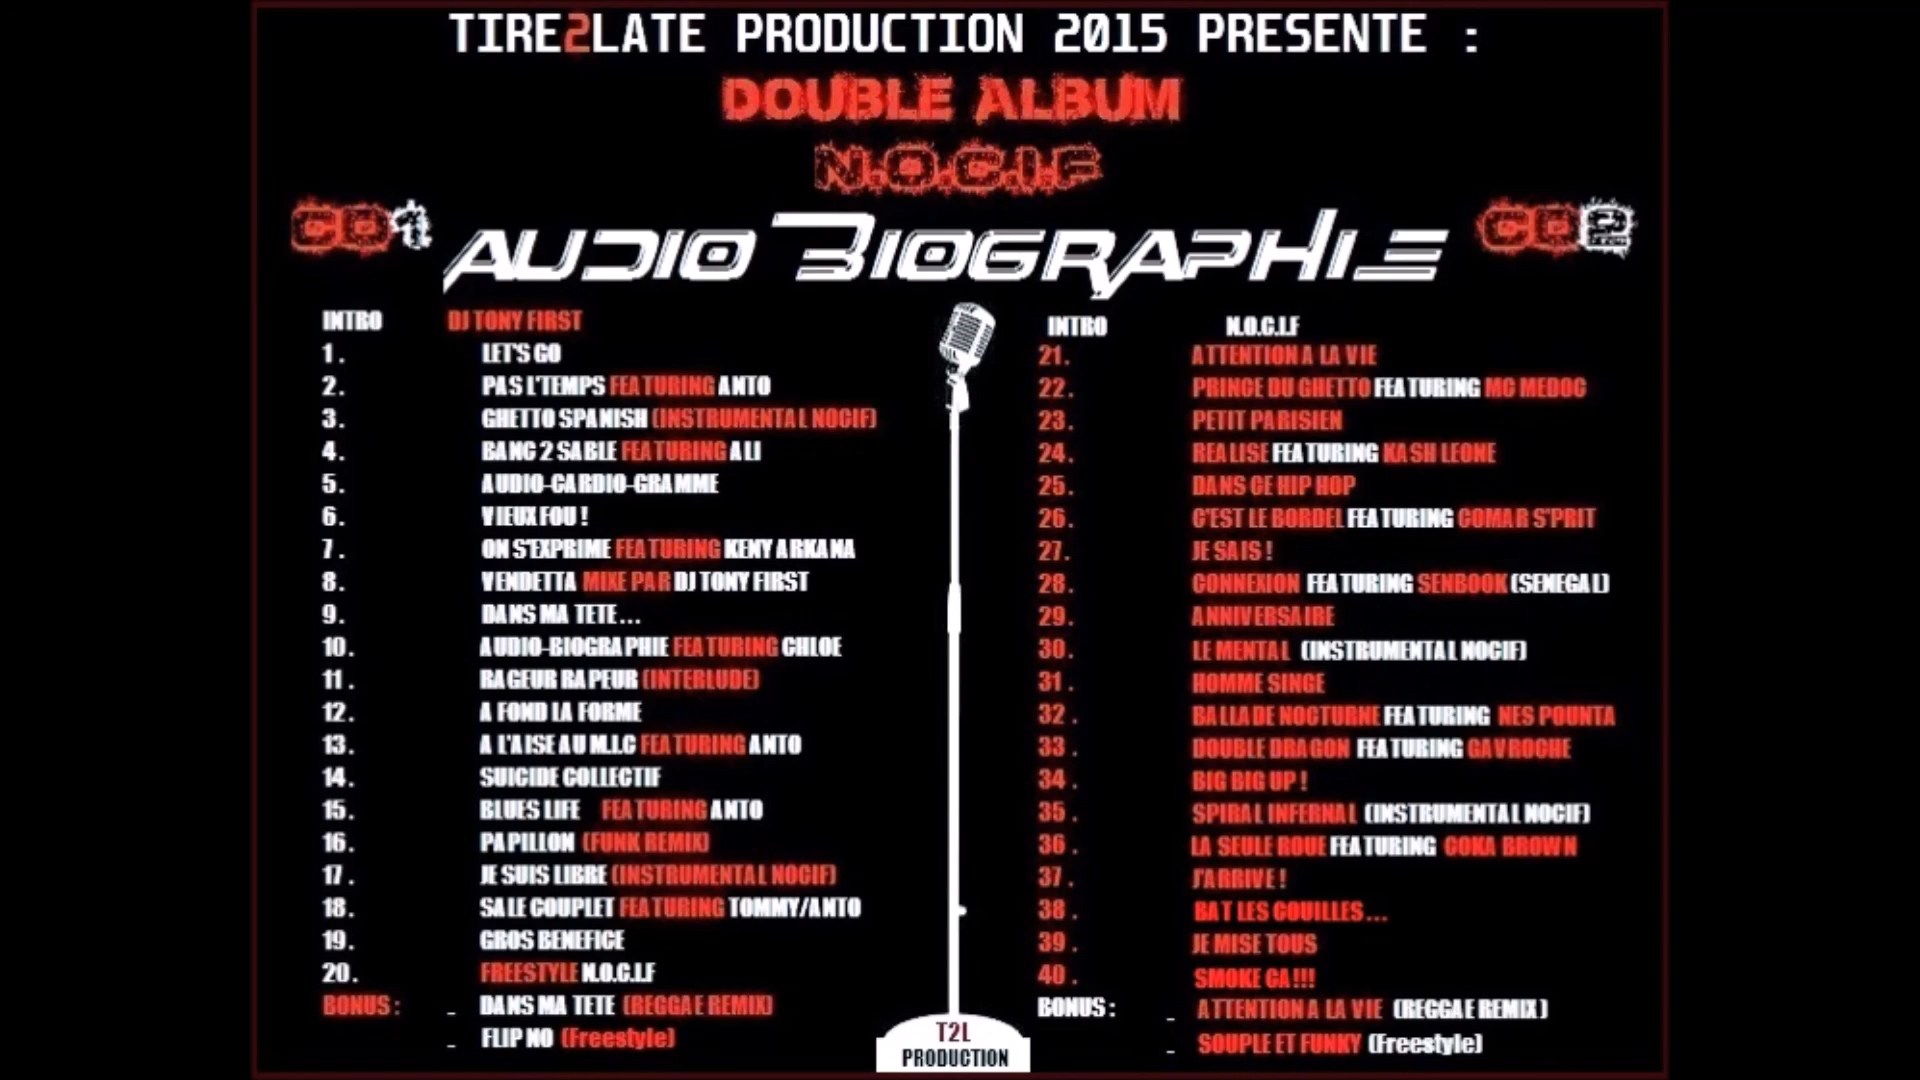 TIRE2LATE PRODUCTION 2015 PRESENTE :
DOUBLE ALBUM
N.O.C.I.F
CD1
AUDIO BIOGRAPHIE
CD2
INTRO DJ TONY FIRST
1. LET'S GO
2. PAS L'TEMPS FEATURING ANTO
3. GHETTO SPANISH (INSTRUMENTAL NOCIF)
4. BANC 2 SABLE FEATURING ALI
5. AUDIO-CARDIO-GRAMME
6. VIEUX FOU !
7. ON S'EXPRIME FEATURING KENY ARKANA
8. VENDETTA MIXE PAR DJ TONY FIRST
9. DANS MA TETE...
10. AUDIO-BIOGRAPHIE FEATURING CHLOE
11. RAGEUR RAPEUR (INTERLUDE)
12. A FOND LA FORME
13. A L'AISE AU M.I.C FEATURING ANTO
14. SUICIDE COLLECTIF
15. BLUES LIFE FEATURING ANTO
16. PAPILLON (FUNK REMIX)
17. JE SUIS LIBRE (INSTRUMENTAL NOCIF)
18. SALE COUPLET FEATURING TOMMY/ANTO
19. GROS BENEFICE
20. FREESTYLE N.O.C.I.F
BONUS : _ DANS MA TETE (REGGAE REMIX)
_ FLIP NO (Freestyle)
INTRO N.O.C.I.F
21. ATTENTION A LA VIE
22. PRINCE DU GHETTO FEATURING MC MEDOC
23. PETIT PARISIEN
24. REALISE FEATURING KASH LEONE
25. DANS CE HIP HOP
26. C'EST LE BORDEL FEATURING COMAR S'PRIT
27. JE SAIS !
28. CONNEXION FEATURING SENBOOK (SENEGAL)
29. ANNIVERSAIRE
30. LE MENTAL (INSTRUMENTAL NOCIF)
31. HOMME SINGE
32. BALLADE NOCTURNE FEATURING NES POUNTA
33. DOUBLE DRAGON FEATURING GAVROCHE
34. BIG BIG UP !
35. SPIRAL INFERNAL (INSTRUMENTAL NOCIF)
36. LA SEULE ROUE FEATURING COKA BROWN
37. J'ARRIVE !
38. BAT LES COUILLES...
39. JE MISE TOUS
40. SMOKE CA !!!
BONUS : _ ATTENTION A LA VIE (REGGAE REMIX)
_ SOUPLE ET FUNKY (Freestyle)
T2L
PRODUCTION